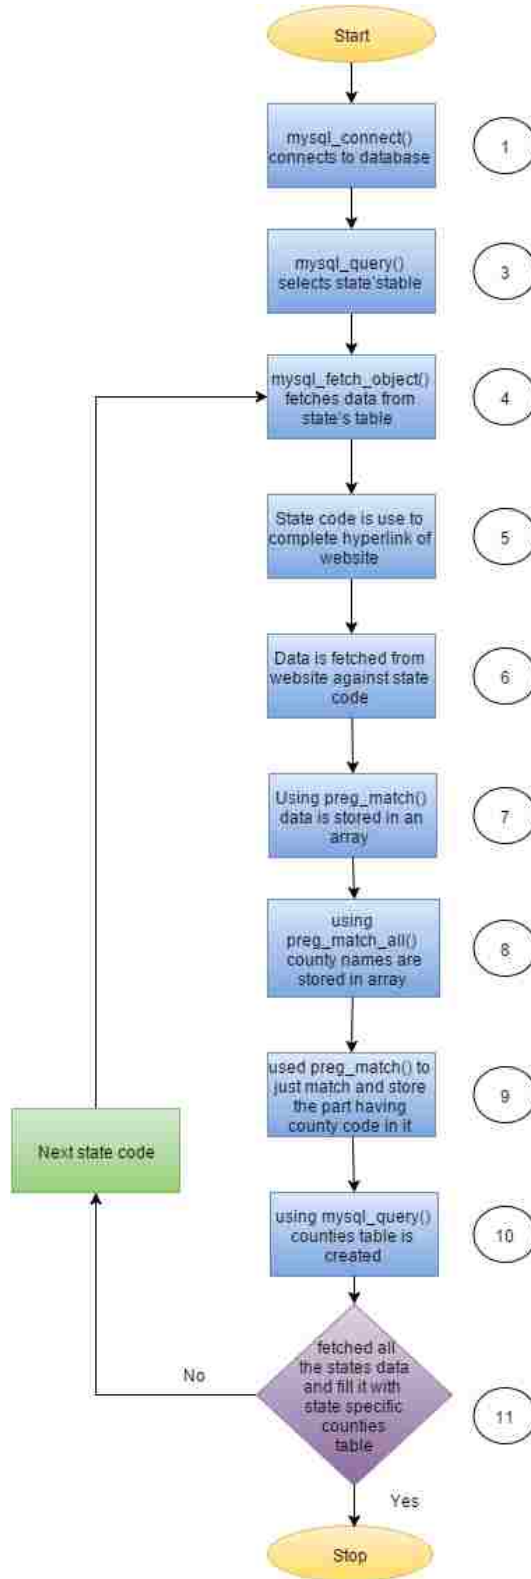 Start
mysql_connect()
connects to database
1
mysql_query()
selects state'stable
3
mysql_fetch_object()
fetches data from
state's table
4
State code is use to
complete hyperlink of
website
5
Data is fetched from
website against state
code
6
Using preg_match()
data is stored in an
array
7
using
preg_match_all()
county names are
stored in array
8
used preg_match() to
just match and store
the part having
county code in it
9
Next state code
using mysql_query()
counties table is
created
10
fetched all
the states data
and fill it with
state specific
counties
table
11
No
Yes
Stop